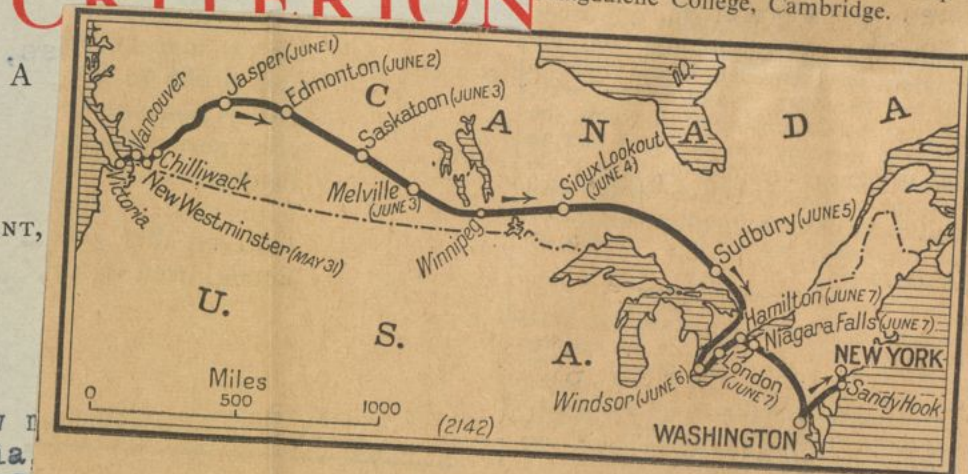 CRITERION
College, Cambridge.
A
NT,
Jasper (JUNE 1)
Edmonton (JUNE 2)
Saskatoon (JUNE 3)
CANADA
Vancouver
Victoria
Chilliwack
New Westminster (MAY 31)
Melville (JUNE 3)
Winnipeg
Sioux Lookout (JUNE 4)
Sudbury (JUNE 5)
Hamilton (JUNE 7)
Niagara Falls (JUNE 7)
London (JUNE 7)
Windsor (JUNE 6)
NEW YORK
Sandy Hook
WASHINGTON
U. S. A.
Miles
0 500 1000
(2142)